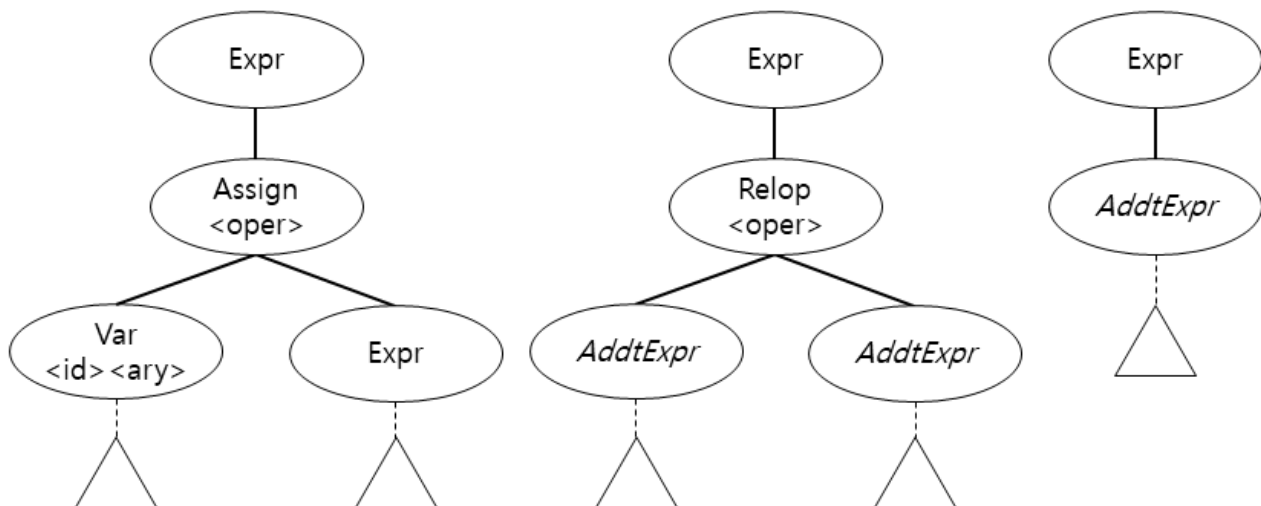 Expr
Expr
Expr
Assign
<oper>
Relop
<oper>
AddtExpr
Var
<id> <ary>
Expr
AddtExpr
AddtExpr